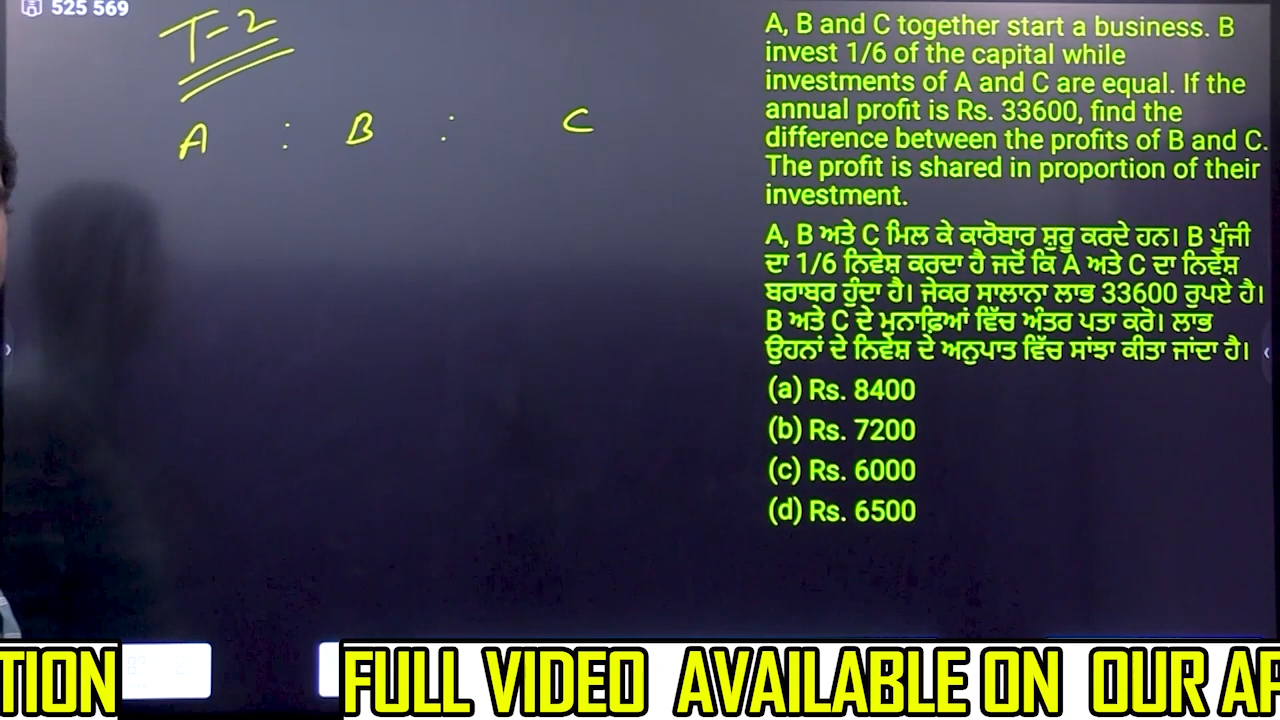 525 569
T-2
A : B : C
A, B and C together start a business. B
invest 1/6 of the capital while
investments of A and C are equal. If the
annual profit is Rs. 33600, find the
difference between the profits of B and C.
The profit is shared in proportion of their
investment.
A, B ਅਤੇ C ਮਿਲ ਕੇ ਕਾਰੋਬਾਰ ਸ਼ੁਰੂ ਕਰਦੇ ਹਨ। B ਪੂੰਜੀ
ਦਾ 1/6 ਨਿਵੇਸ਼ ਕਰਦਾ ਹੈ ਜਦੋਂ ਕਿ A ਅਤੇ C ਦਾ ਨਿਵੇਸ਼
ਬਰਾਬਰ ਹੁੰਦਾ ਹੈ। ਜੇਕਰ ਸਾਲਾਨਾ ਲਾਭ 33600 ਰੁਪਏ ਹੈ।
B ਅਤੇ C ਦੇ ਮੁਨਾਫ਼ਿਆਂ ਵਿੱਚ ਅੰਤਰ ਪਤਾ ਕਰੋ। ਲਾਭ
ਉਹਨਾਂ ਦੇ ਨਿਵੇਸ਼ ਦੇ ਅਨੁਪਾਤ ਵਿੱਚ ਸਾਂਝਾ ਕੀਤਾ ਜਾਂਦਾ ਹੈ।
(a) Rs. 8400
(b) Rs. 7200
(c) Rs. 6000
(d) Rs. 6500
TION FULL VIDEO AVAILABLE ON OUR AP